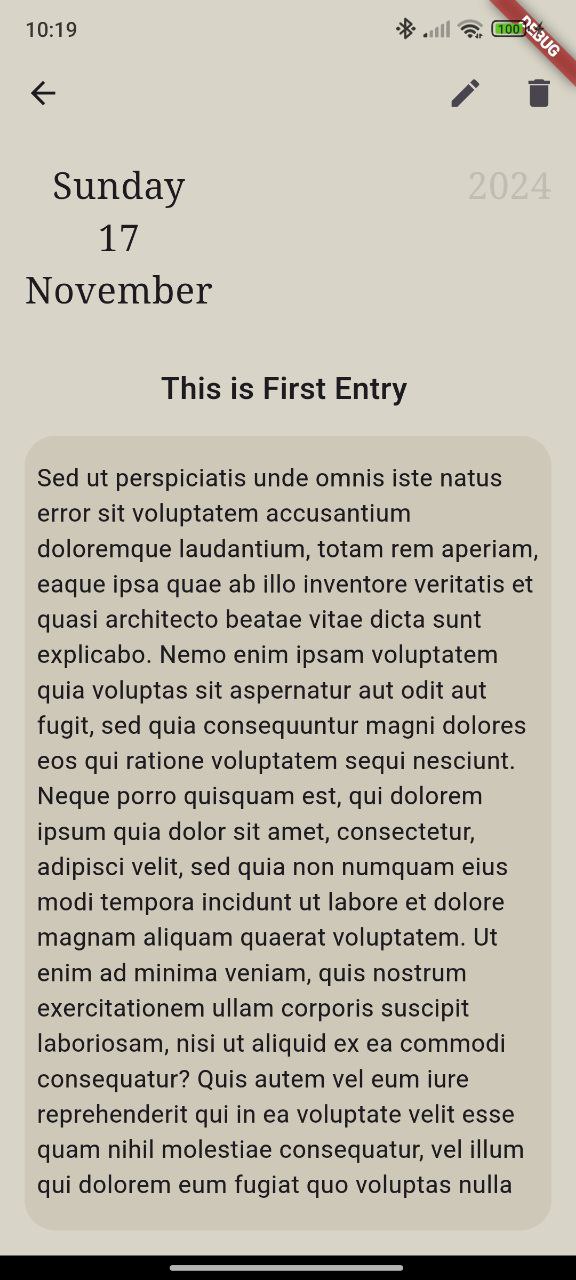 10:19
100
DEBUG
Sunday
2024
17
November
This is First Entry
Sed ut perspiciatis unde omnis iste natus
error sit voluptatem accusantium
doloremque laudantium, totam rem aperiam,
eaque ipsa quae ab illo inventore veritatis et
quasi architecto beatae vitae dicta sunt
explicabo. Nemo enim ipsam voluptatem
quia voluptas sit aspernatur aut odit aut
fugit, sed quia consequuntur magni dolores
eos qui ratione voluptatem sequi nesciunt.
Neque porro quisquam est, qui dolorem
ipsum quia dolor sit amet, consectetur,
adipisci velit, sed quia non numquam eius
modi tempora incidunt ut labore et dolore
magnam aliquam quaerat voluptatem. Ut
enim ad minima veniam, quis nostrum
exercitationem ullam corporis suscipit
laboriosam, nisi ut aliquid ex ea commodi
consequatur? Quis autem vel eum iure
reprehenderit qui in ea voluptate velit esse
quam nihil molestiae consequatur, vel illum
qui dolorem eum fugiat quo voluptas nulla